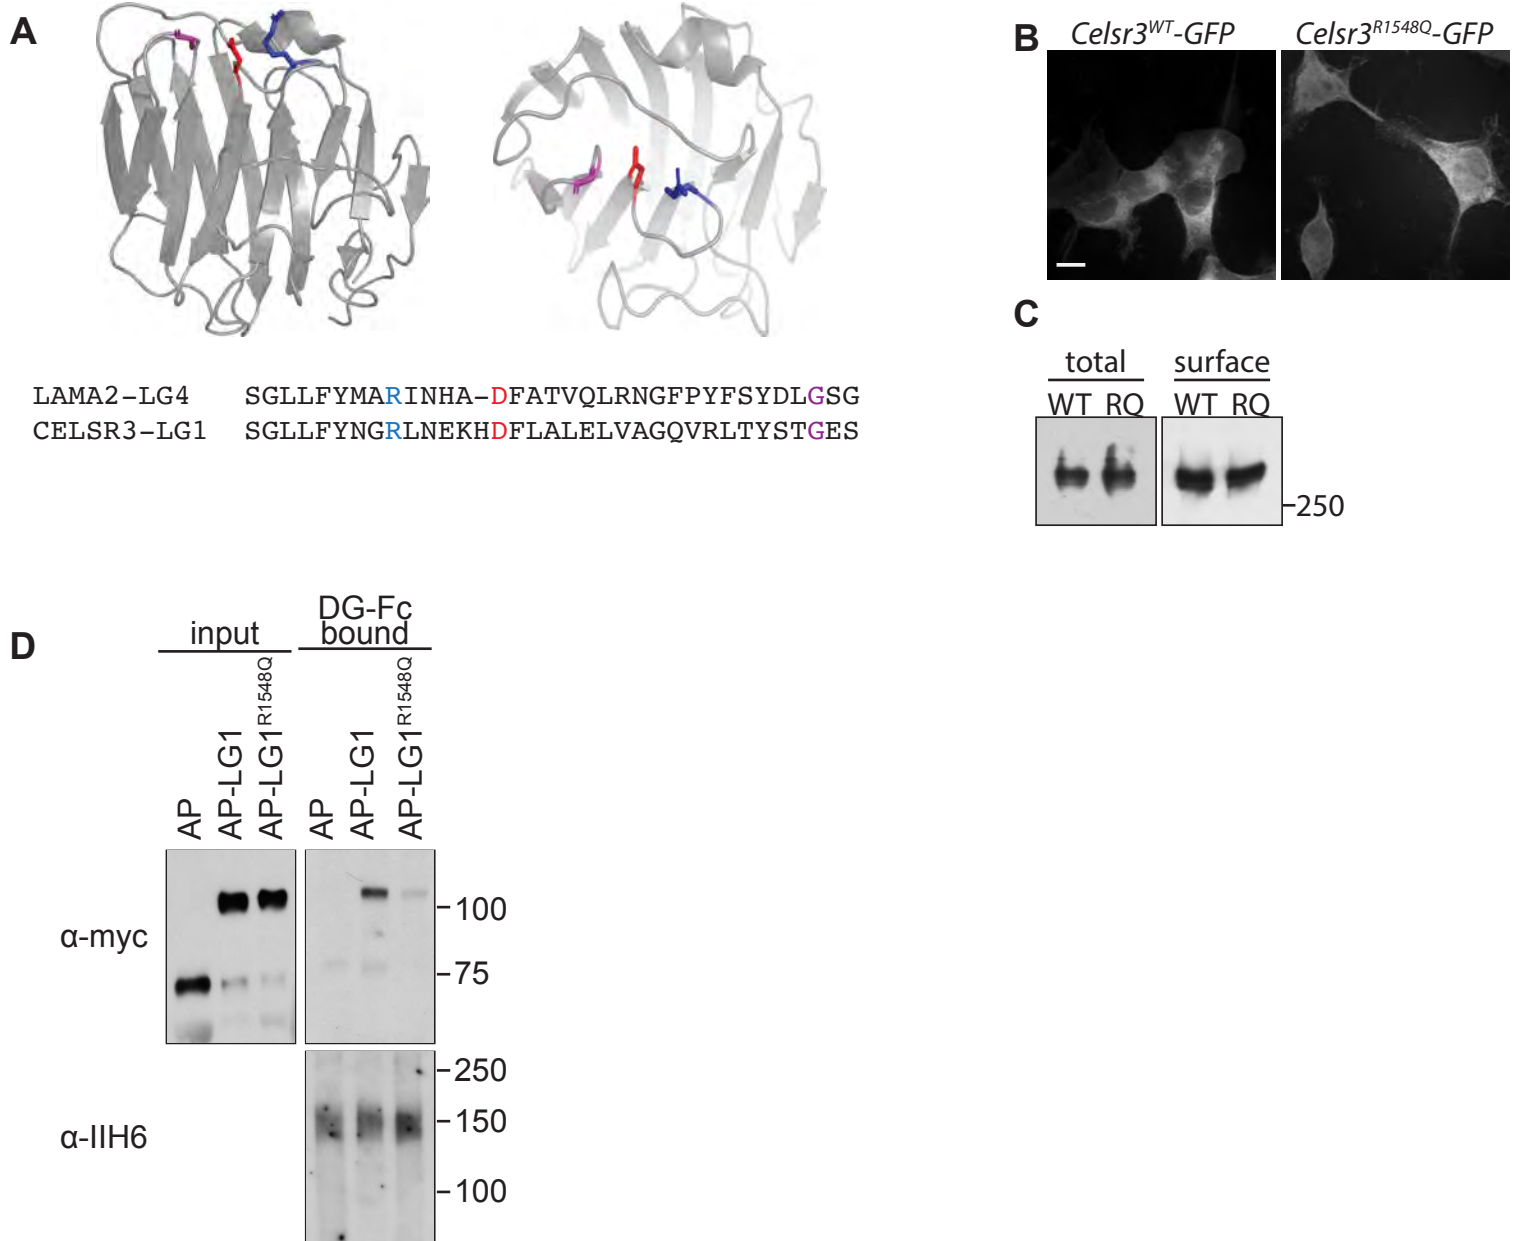 A
LAMA2–LG4 SGLLFYMARINHA–DFATVQLRNGFPYFSYDLGSG
CELSR3–LG1 SGLLFYNGRLNEKHDFLALELVAGQVRLTYSTGES
B
Celsr3WT-GFP Celsr3R1548Q-GFP
C
total surface
WT RQ WT RQ
250
D
input DG-Fc bound
AP AP-LG1 AP-LG1R1548Q AP AP-LG1 AP-LG1R1548Q
α-myc
100
75
α-IIH6
250
150
100